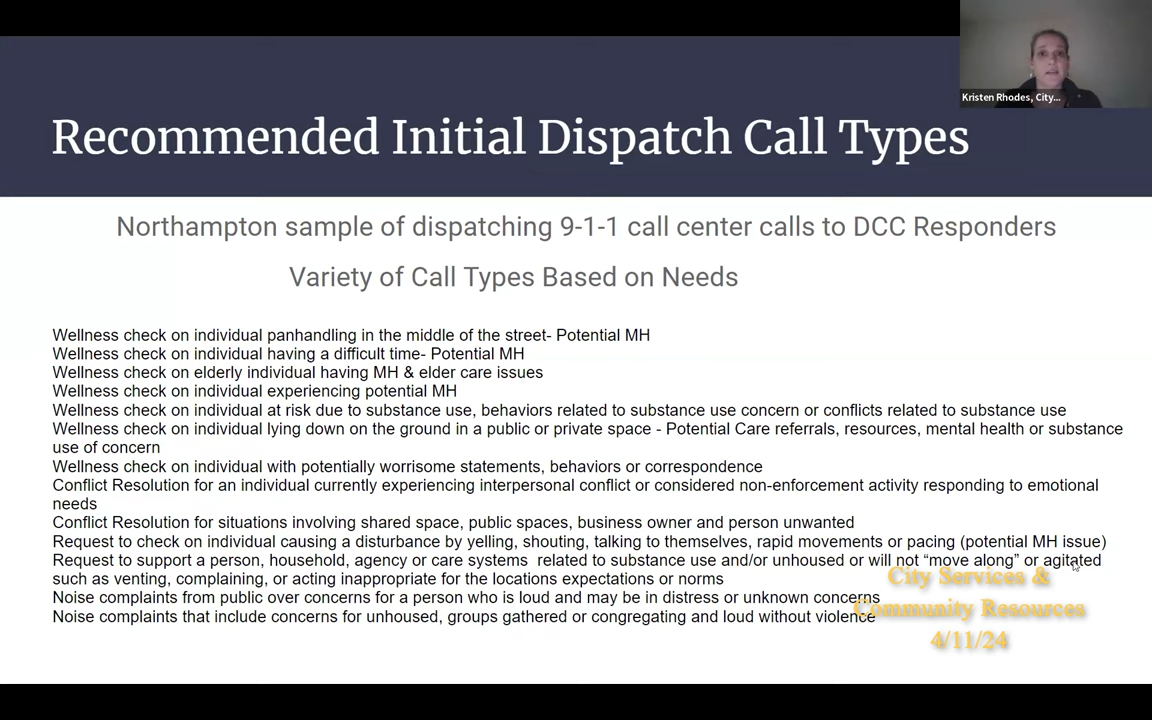 Kristen Rhodes, City...
Recommended Initial Dispatch Call Types
Northampton sample of dispatching 9-1-1 call center calls to DCC Responders
Variety of Call Types Based on Needs
Wellness check on individual panhandling in the middle of the street- Potential MH
Wellness check on individual having a difficult time- Potential MH
Wellness check on elderly individual having MH & elder care issues
Wellness check on individual experiencing potential MH
Wellness check on individual at risk due to substance use, behaviors related to substance use concern or conflicts related to substance use
Wellness check on individual lying down on the ground in a public or private space - Potential Care referrals, resources, mental health or substance
use of concern
Wellness check on individual with potentially worrisome statements, behaviors or correspondence
Conflict Resolution for an individual currently experiencing interpersonal conflict or considered non-enforcement activity responding to emotional
needs
Conflict Resolution for situations involving shared space, public spaces, business owner and person unwanted
Request to check on individual causing a disturbance by yelling, shouting, talking to themselves, rapid movements or pacing (potential MH issue)
Request to support a person, household, agency or care systems  related to substance use and/or unhoused or will not “move along” or agitated
such as venting, complaining, or acting inappropriate for the locations expectations or norms
Noise complaints from public over concerns for a person who is loud and may be in distress or unknown concerns
Noise complaints that include concerns for unhoused, groups gathered or congregating and loud without violence
City Services &
Community Resources
4/11/24